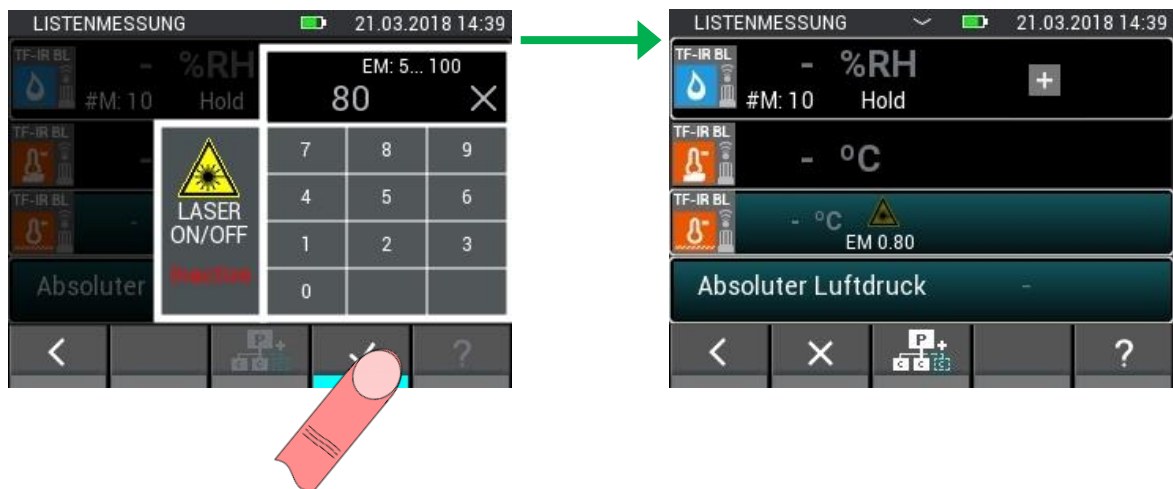 LISTENMESSUNG 21.03.2018 14:39
TF-IR BL
- %RH
#M: 10 Hold
EM: 5... 100
80
TF-IR BL
-
LASER
ON/OFF
Inactive
7 8 9
4 5 6
1 2 3
0
TF-IR BL
-
Absoluter
P
+
c c c
?
LISTENMESSUNG 21.03.2018 14:39
TF-IR BL
- %RH
#M: 10 Hold
+
TF-IR BL
- ºC
TF-IR BL
- ºC
EM 0.80
Absoluter Luftdruck -
P
+
c c c
?